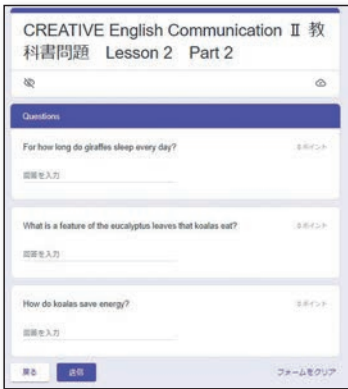 CREATIVE English Communication Ⅱ 教
科書問題 Lesson 2 Part 2
Questions
For how long do giraffes sleep every day?
回答を入力
What is a feature of the eucalyptus leaves that koalas eat?
回答を入力
How do koalas save energy?
回答を入力
戻る 送信 フォームをクリア